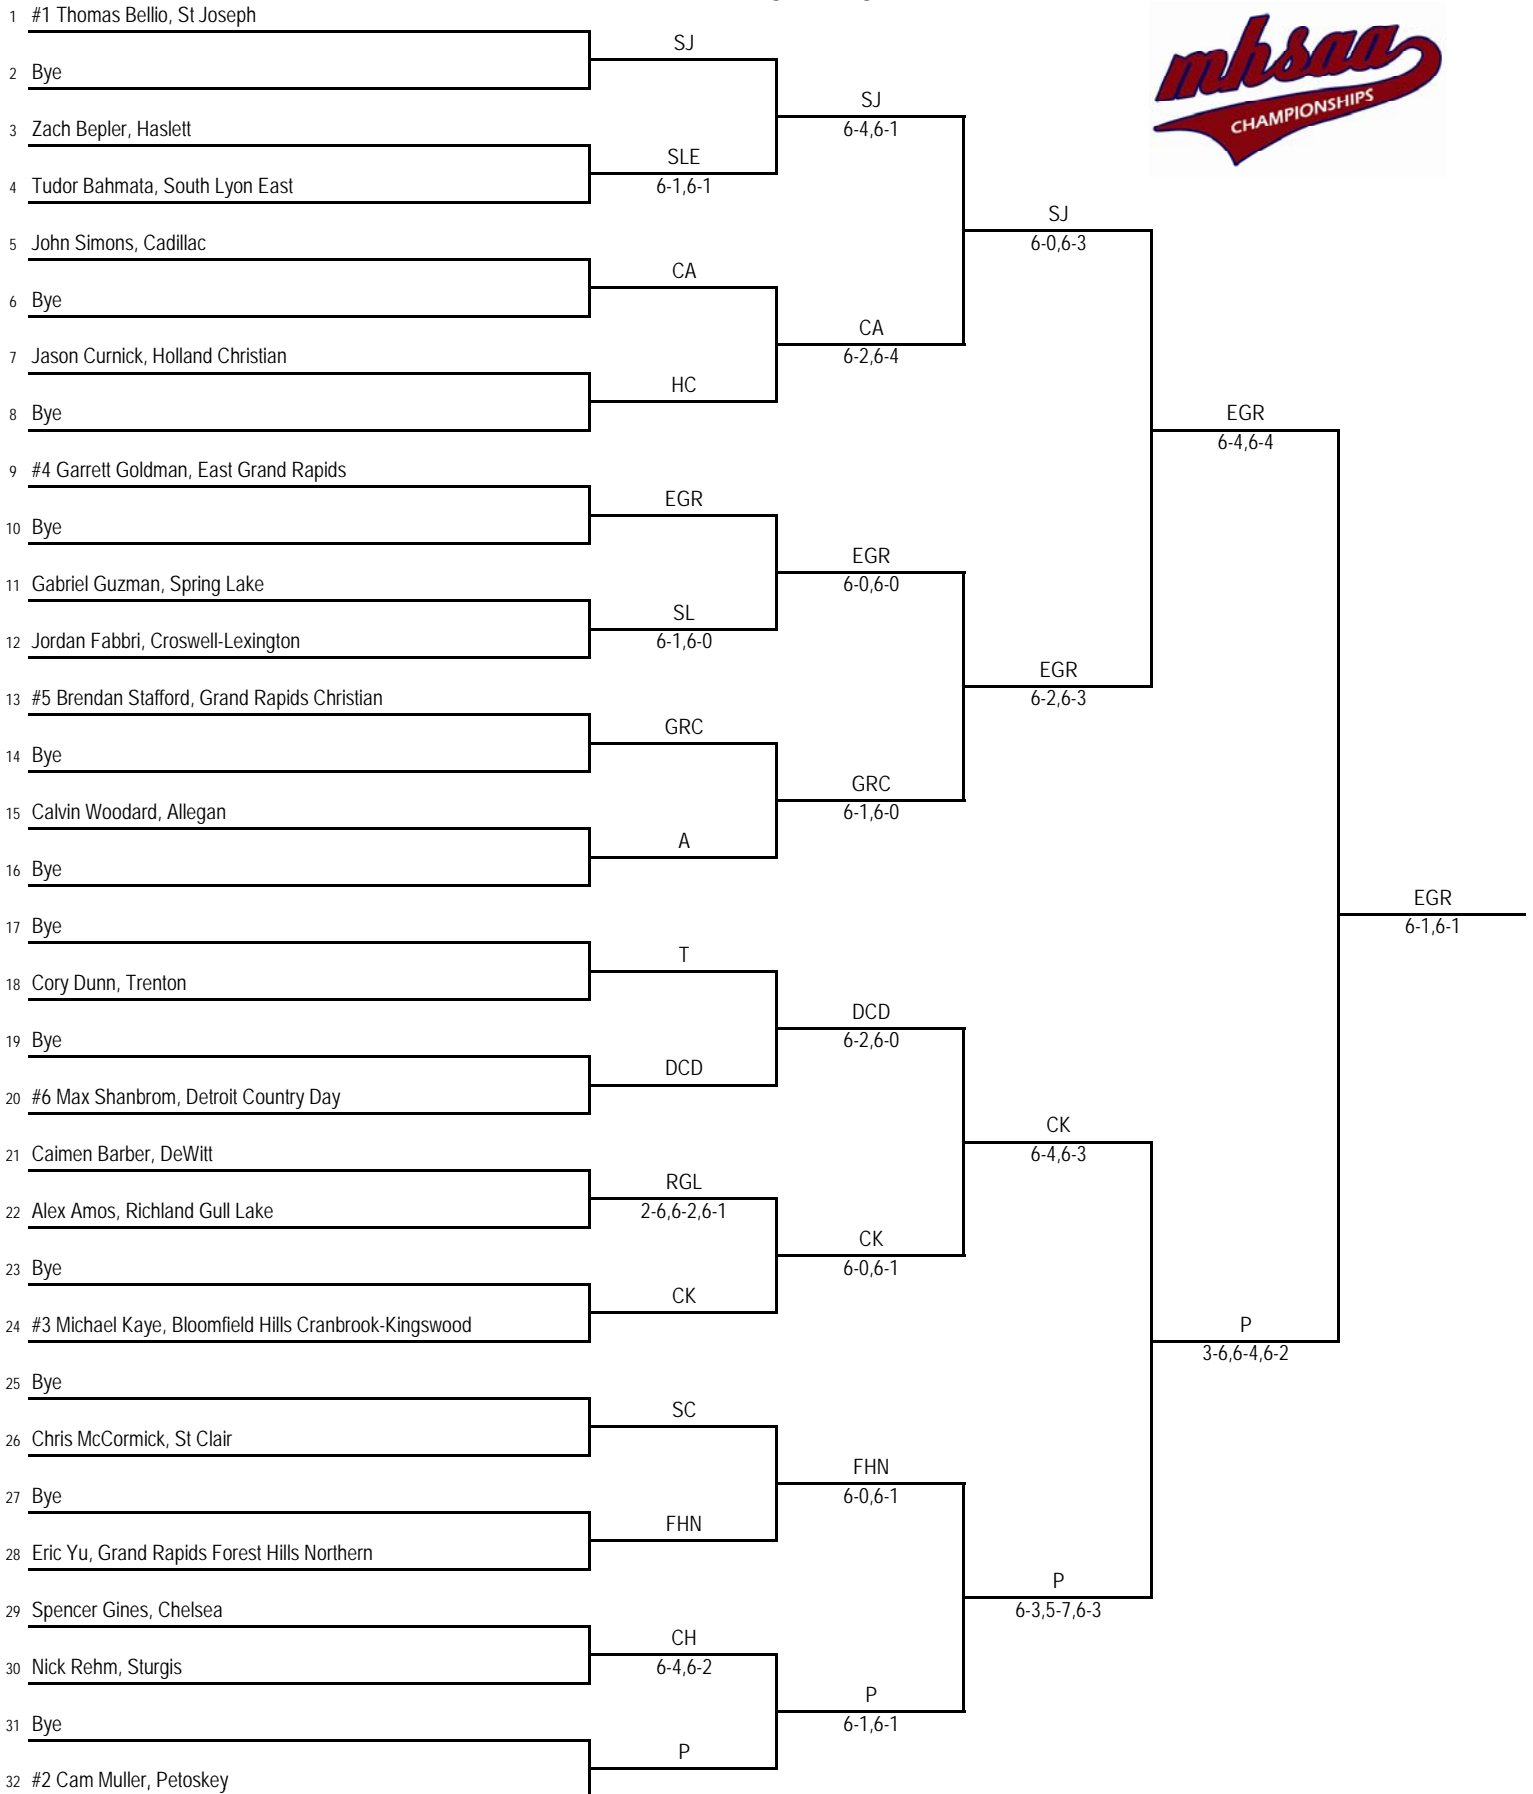 1 #1 Thomas Bellio, St Joseph
SJ
2 Bye
SJ
6-4,6-1
3 Zach Bepler, Haslett
SLE
6-1,6-1
4 Tudor Bahmata, South Lyon East
SJ
6-0,6-3
5 John Simons, Cadillac
CA
6 Bye
CA
6-2,6-4
7 Jason Curnick, Holland Christian
HC
8 Bye
EGR
6-4,6-4
9 #4 Garrett Goldman, East Grand Rapids
EGR
10 Bye
EGR
6-0,6-0
11 Gabriel Guzman, Spring Lake
SL
6-1,6-0
12 Jordan Fabbri, Croswell-Lexington
EGR
6-2,6-3
13 #5 Brendan Stafford, Grand Rapids Christian
GRC
14 Bye
GRC
6-1,6-0
15 Calvin Woodard, Allegan
A
16 Bye
EGR
6-1,6-1
17 Bye
T
18 Cory Dunn, Trenton
DCD
6-2,6-0
19 Bye
DCD
20 #6 Max Shanbrom, Detroit Country Day
CK
6-4,6-3
21 Caimen Barber, DeWitt
RGL
2-6,6-2,6-1
22 Alex Amos, Richland Gull Lake
CK
6-0,6-1
23 Bye
CK
24 #3 Michael Kaye, Bloomfield Hills Cranbrook-Kingswood
P
3-6,6-4,6-2
25 Bye
SC
26 Chris McCormick, St Clair
FHN
6-0,6-1
27 Bye
FHN
28 Eric Yu, Grand Rapids Forest Hills Northern
P
6-3,5-7,6-3
29 Spencer Gines, Chelsea
CH
6-4,6-2
30 Nick Rehm, Sturgis
P
6-1,6-1
31 Bye
P
32 #2 Cam Muller, Petoskey
mhsaa
CHAMPIONSHIPS